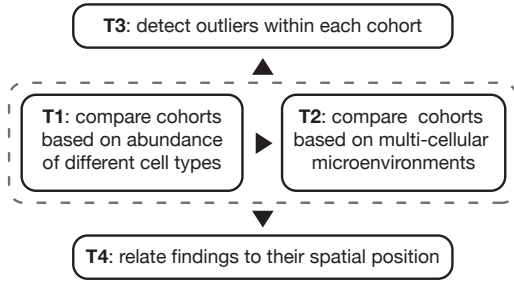 T3: detect outliers within each cohort
T1: compare cohorts
based on abundance
of different cell types
T2: compare cohorts
based on multi-cellular
microenvironments
T4: relate findings to their spatial position